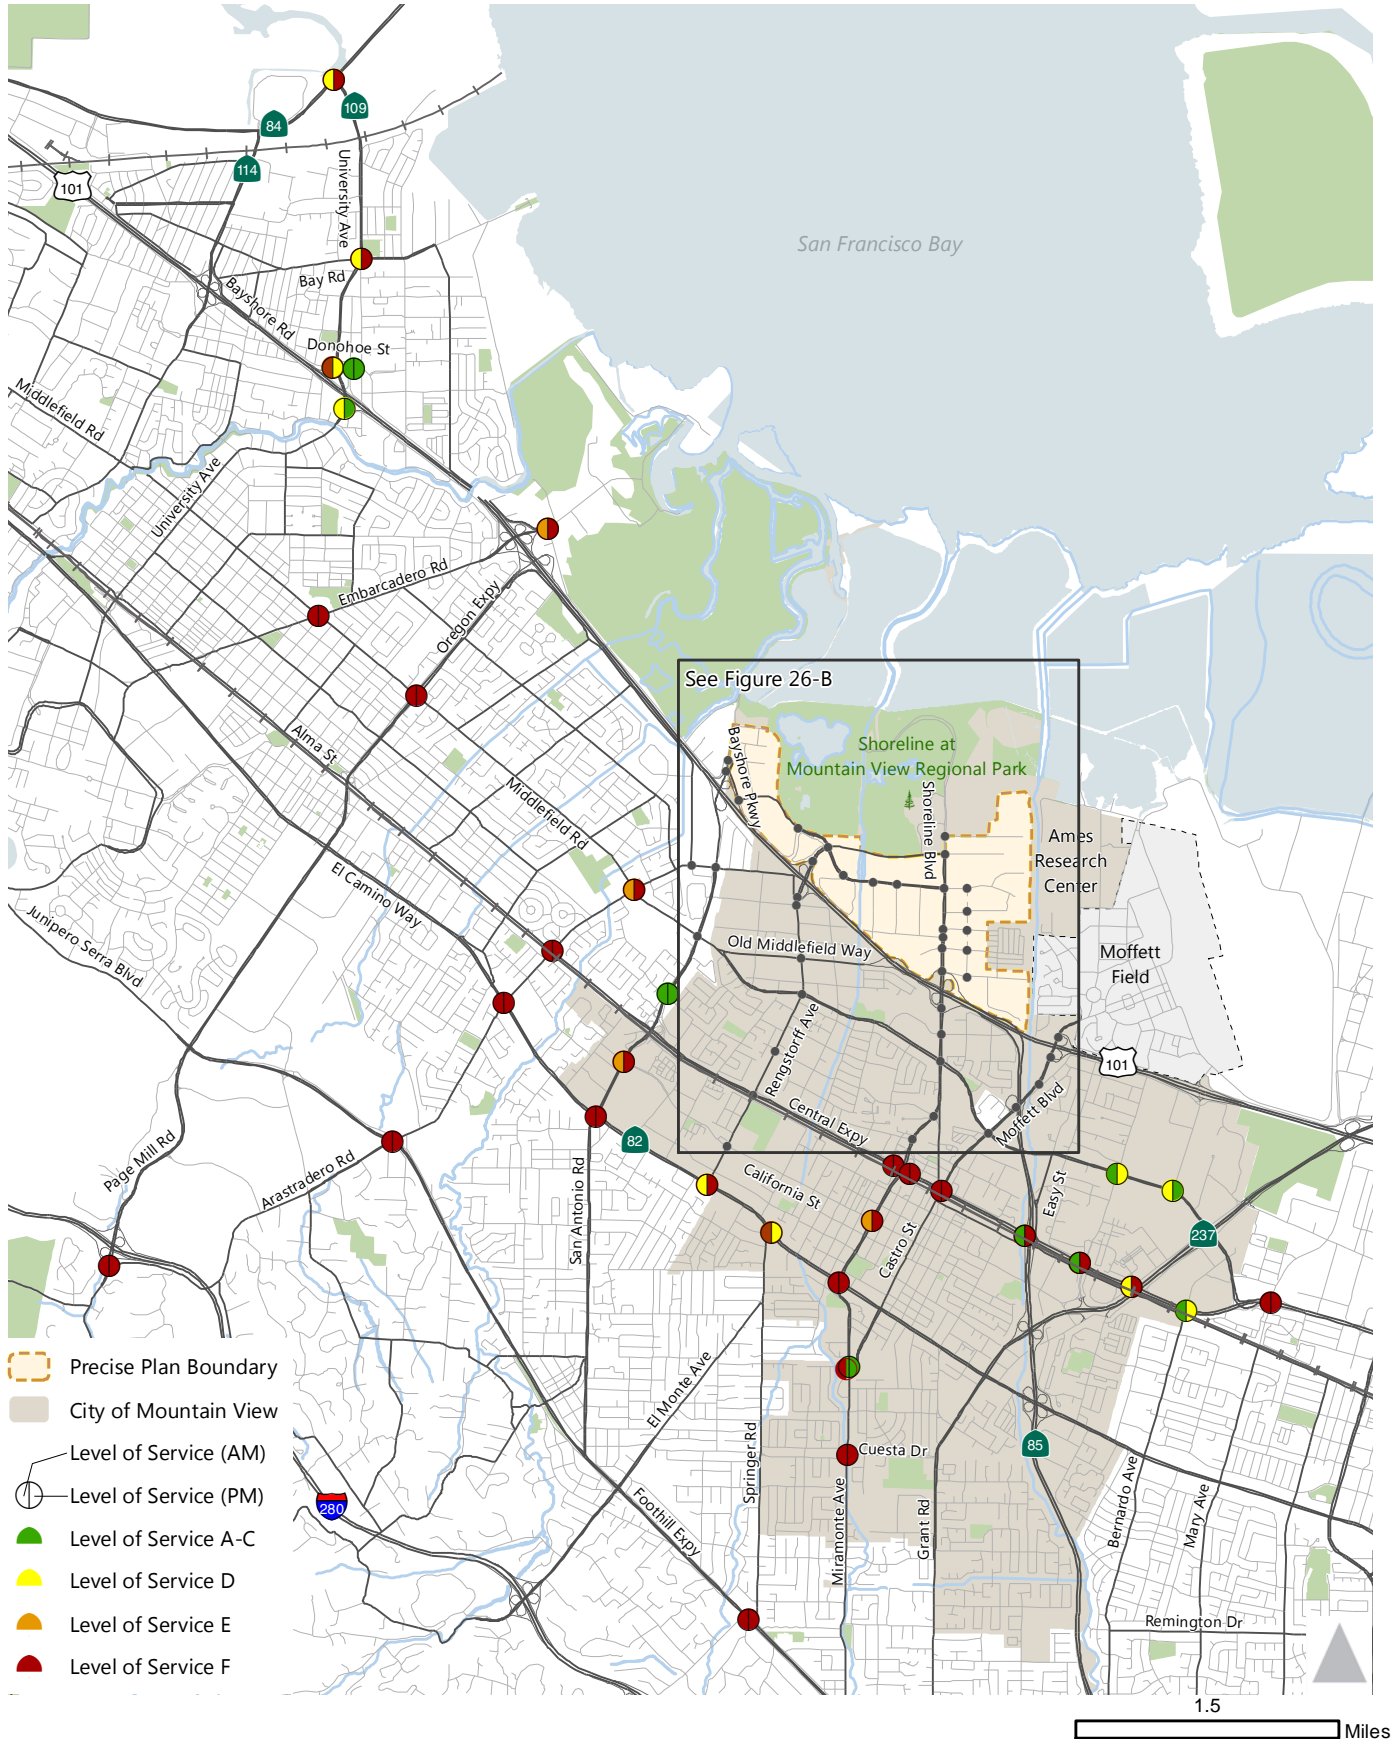 109
84
114
101
University Ave
San Francisco Bay
Bay Rd
Bayshore Rd
Donohoe St
Middlefield Rd
University Ave
Embarcadero Rd
Oregon Expy
See Figure 26-B
Alma St
Bayshore Pkwy
Shoreline at
Mountain View Regional Park
Shoreline Blvd
Middlefield Rd
Ames
Research
Center
El Camino Way
Junipero Serra Blvd
Old Middlefield Way
Moffett
Field
Rengstorff Ave
101
Central Expy
Moffett Blvd
82
Page Mill Rd
Arastradero Rd
San Antonio Rd
California St
Easy St
Castro St
237
El Monte Ave
Springer Rd
Cuesta Dr
85
Miramonte Ave
Grant Rd
Bernardo Ave
Mary Ave
Foothill Expy
280
Remington Dr
Precise Plan Boundary
City of Mountain View
Level of Service (AM)
Level of Service (PM)
Level of Service A-C
Level of Service D
Level of Service E
Level of Service F
1.5
Miles